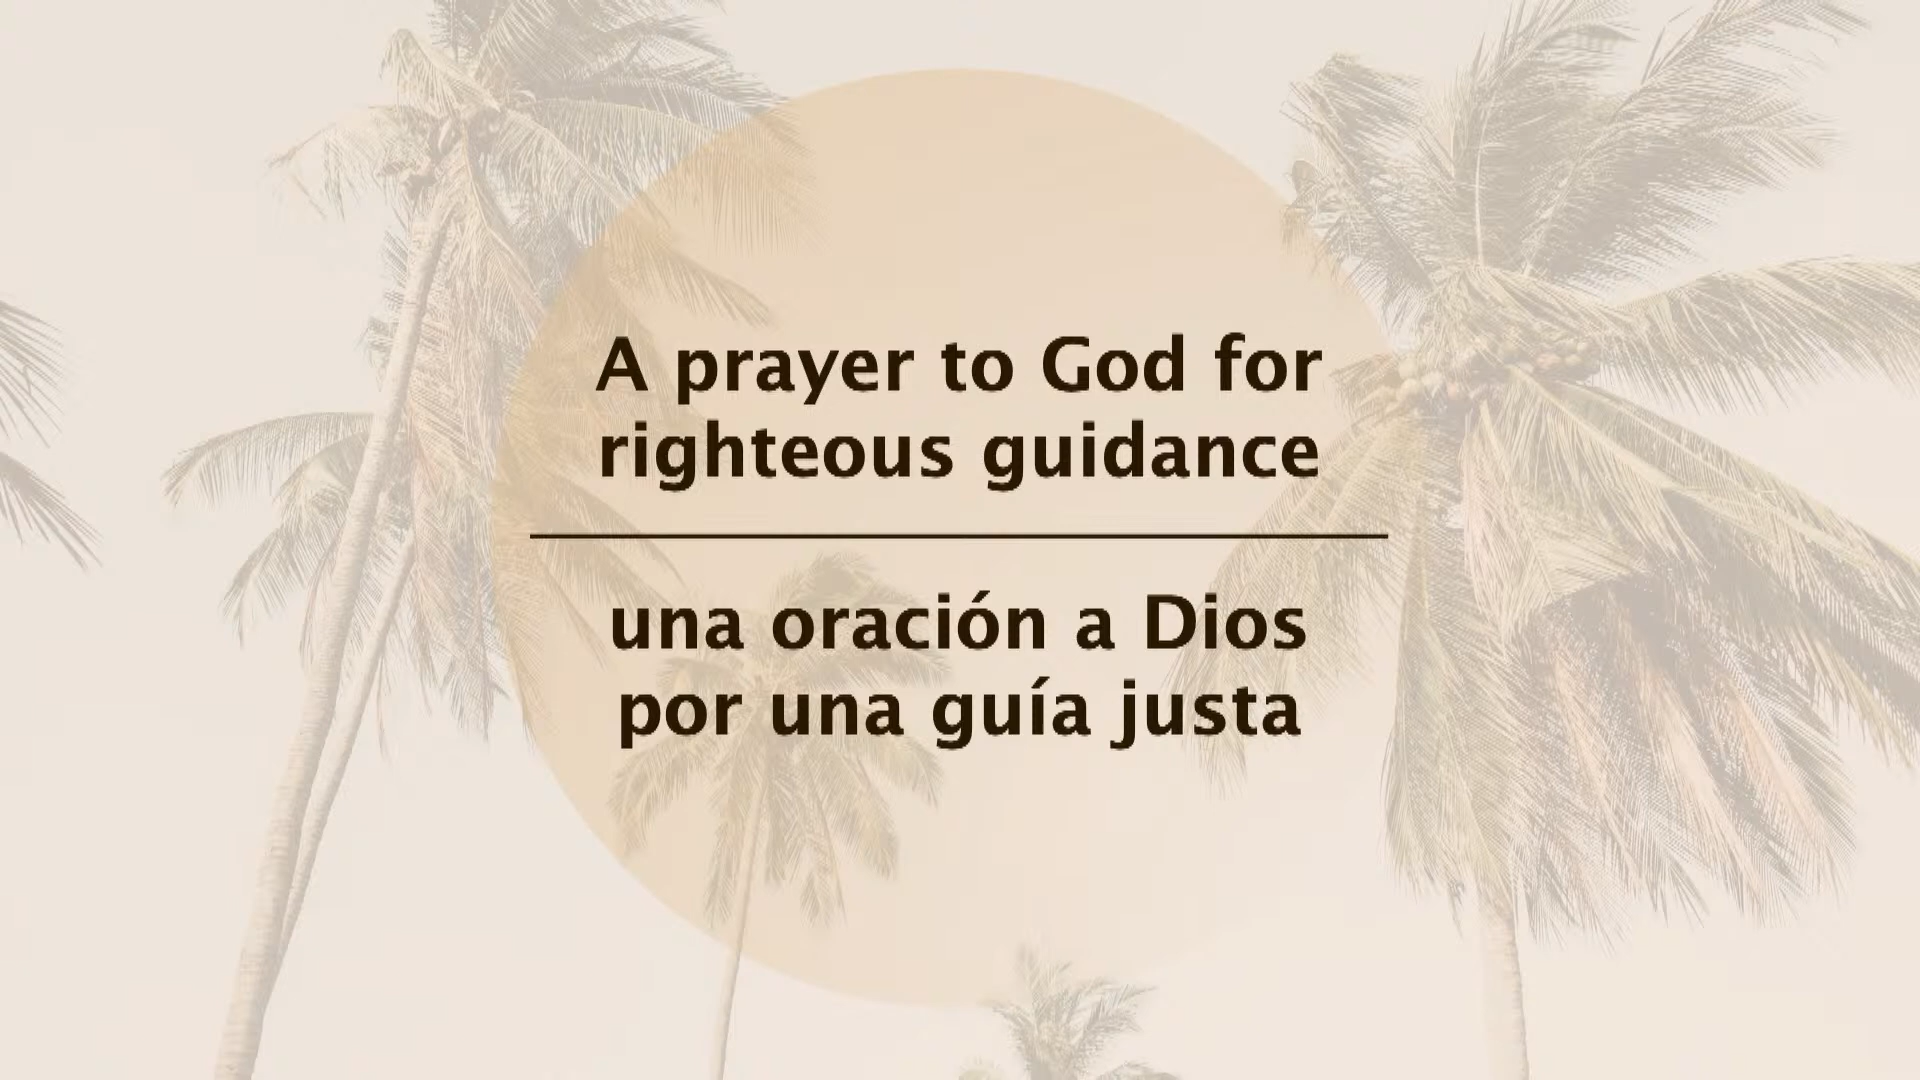 A prayer to God for
righteous guidance
una oración a Dios
por una guía justa